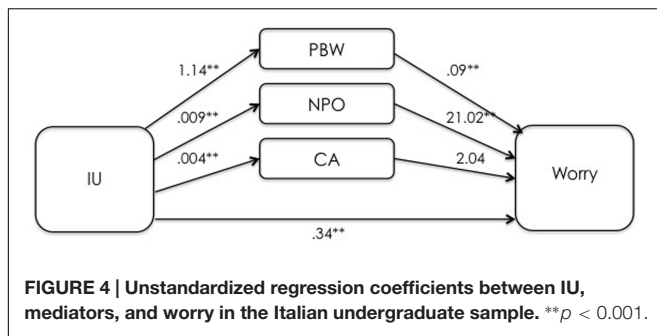 PBW
1.14**
.09**
NPO
.009**
21.02**
.004**
CA
2.04
IU
Worry
.34**
FIGURE 4 | Unstandardized regression coefficients between IU,
mediators, and worry in the Italian undergraduate sample. **p < 0.001.